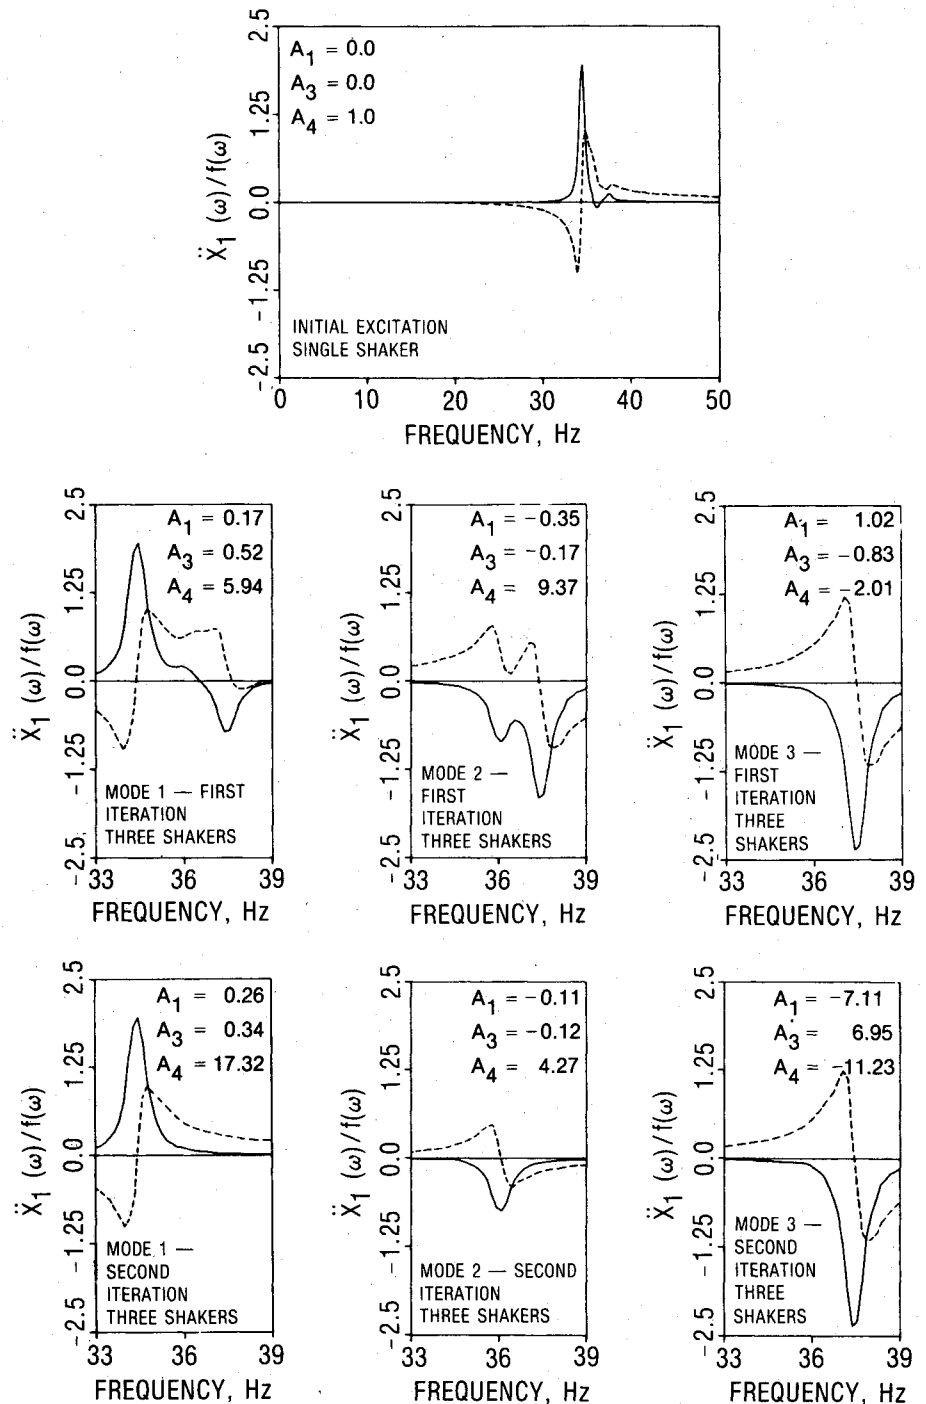 2.5
1.25
0.0
-1.25
-2.5
Ẍ1 (ω)/f(ω)
A1 = 0.0
A3 = 0.0
A4 = 1.0
INITIAL EXCITATION
SINGLE SHAKER
0 10 20 30 40 50
FREQUENCY, Hz
2.5
1.25
0.0
-1.25
-2.5
Ẍ1 (ω)/f(ω)
A1 = 0.17
A3 = 0.52
A4 = 5.94
MODE 1 — FIRST
ITERATION
THREE SHAKERS
33 36 39
FREQUENCY, Hz
2.5
1.25
0.0
-1.25
-2.5
Ẍ1 (ω)/f(ω)
A1 = -0.35
A3 = -0.17
A4 = 9.37
MODE 2 —
FIRST
ITERATION
THREE SHAKERS
33 36 39
FREQUENCY, Hz
2.5
1.25
0.0
-1.25
-2.5
Ẍ1 (ω)/f(ω)
A1 = 1.02
A3 = -0.83
A4 = -2.01
MODE 3 —
FIRST
ITERATION
THREE
SHAKERS
33 36 39
FREQUENCY, Hz
2.5
1.25
0.0
-1.25
-2.5
Ẍ1 (ω)/f(ω)
A1 = 0.26
A3 = 0.34
A4 = 17.32
MODE 1 —
SECOND
ITERATION
THREE SHAKERS
33 36 39
FREQUENCY, Hz
2.5
1.25
0.0
-1.25
-2.5
Ẍ1 (ω)/f(ω)
A1 = -0.11
A3 = -0.12
A4 = 4.27
MODE 2 — SECOND
ITERATION
THREE SHAKERS
33 36 39
FREQUENCY, Hz
2.5
1.25
0.0
-1.25
-2.5
Ẍ1 (ω)/f(ω)
A1 = -7.11
A3 = 6.95
A4 = -11.23
MODE 3 —
SECOND
ITERATION
THREE
SHAKERS
33 36 39
FREQUENCY, Hz